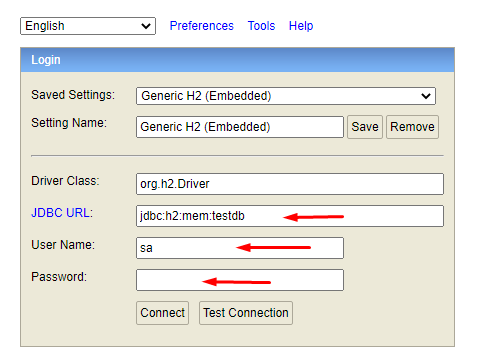 English Preferences Tools Help
Login
Saved Settings: Generic H2 (Embedded)
Setting Name: Generic H2 (Embedded) Save Remove
Driver Class: org.h2.Driver
JDBC URL: jdbc:h2:mem:testdb
User Name: sa
Password:
Connect Test Connection